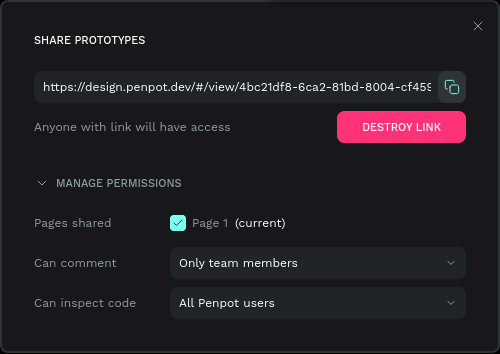 SHARE PROTOTYPES
https://design.penpot.dev/#/view/4bc21df8-6ca2-81bd-8004-cf459
Anyone with link will have access
DESTROY LINK
MANAGE PERMISSIONS
Pages shared
Page 1 (current)
Can comment
Only team members
Can inspect code
All Penpot users